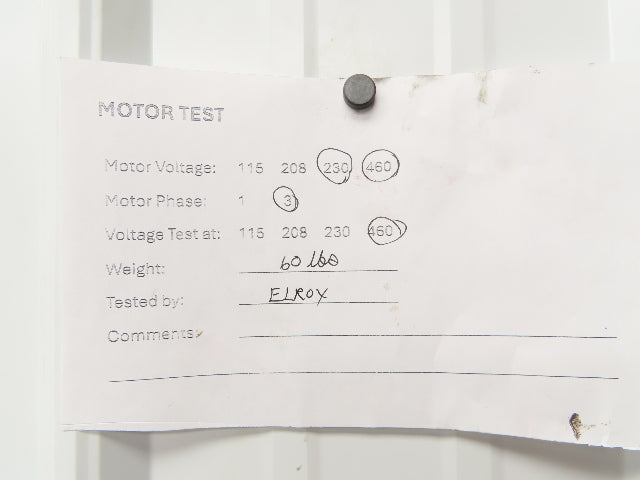 MOTOR TEST
Motor Voltage: 115 208 230 460
Motor Phase: 1 3
Voltage Test at: 115 208 230 460
Weight: 60 lbs
Tested by: ELROY
Comments: